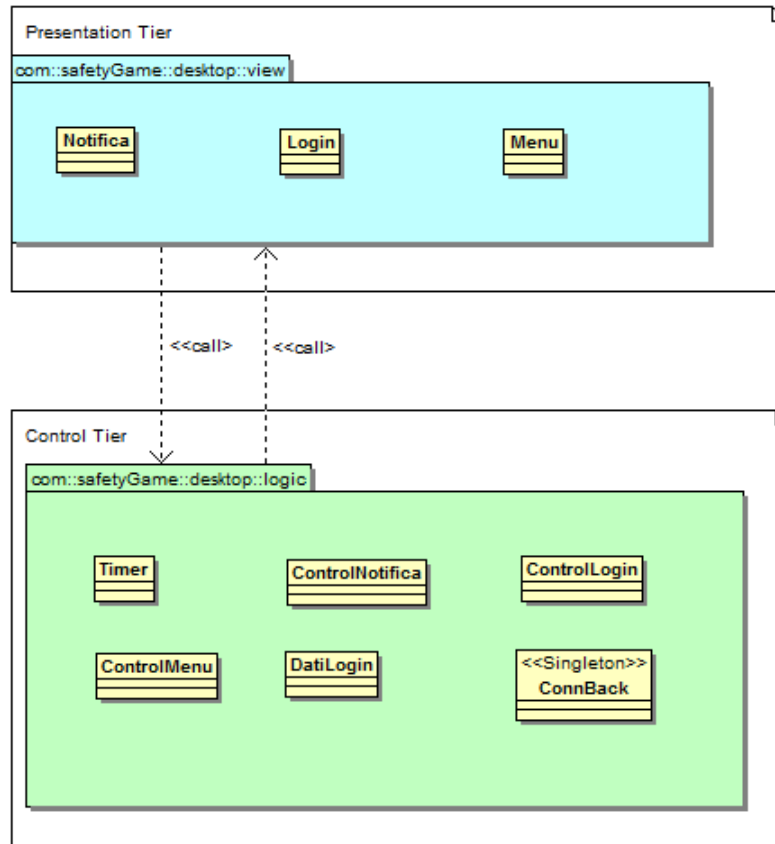 Presentation Tier
com::safetyGame::desktop::view
Notifica
Login
Menu
<<call>
<<call>
Control Tier
com::safetyGame::desktop::logic
Timer
ControlNotifica
ControlLogin
ControlMenu
DatiLogin
<<Singleton>>
ConnBack